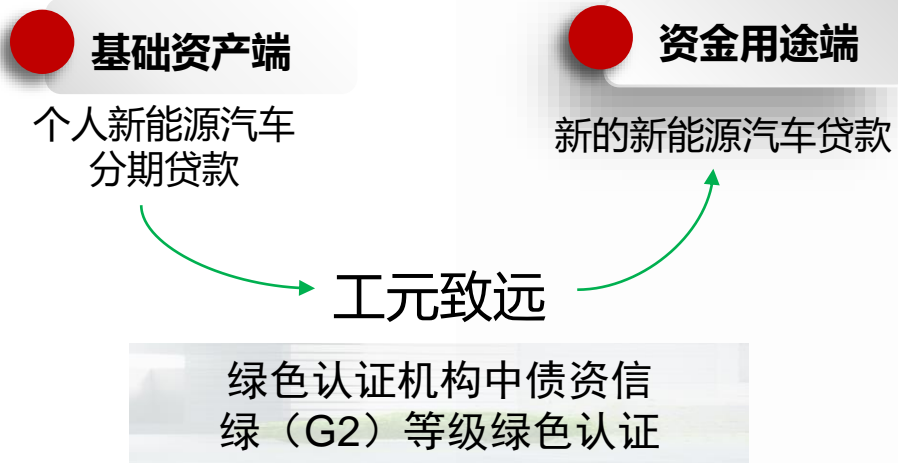 基础资产端
个人新能源汽车
分期贷款
资金用途端
新的新能源汽车贷款
工元致远
绿色认证机构中债资信
绿（G2）等级绿色认证